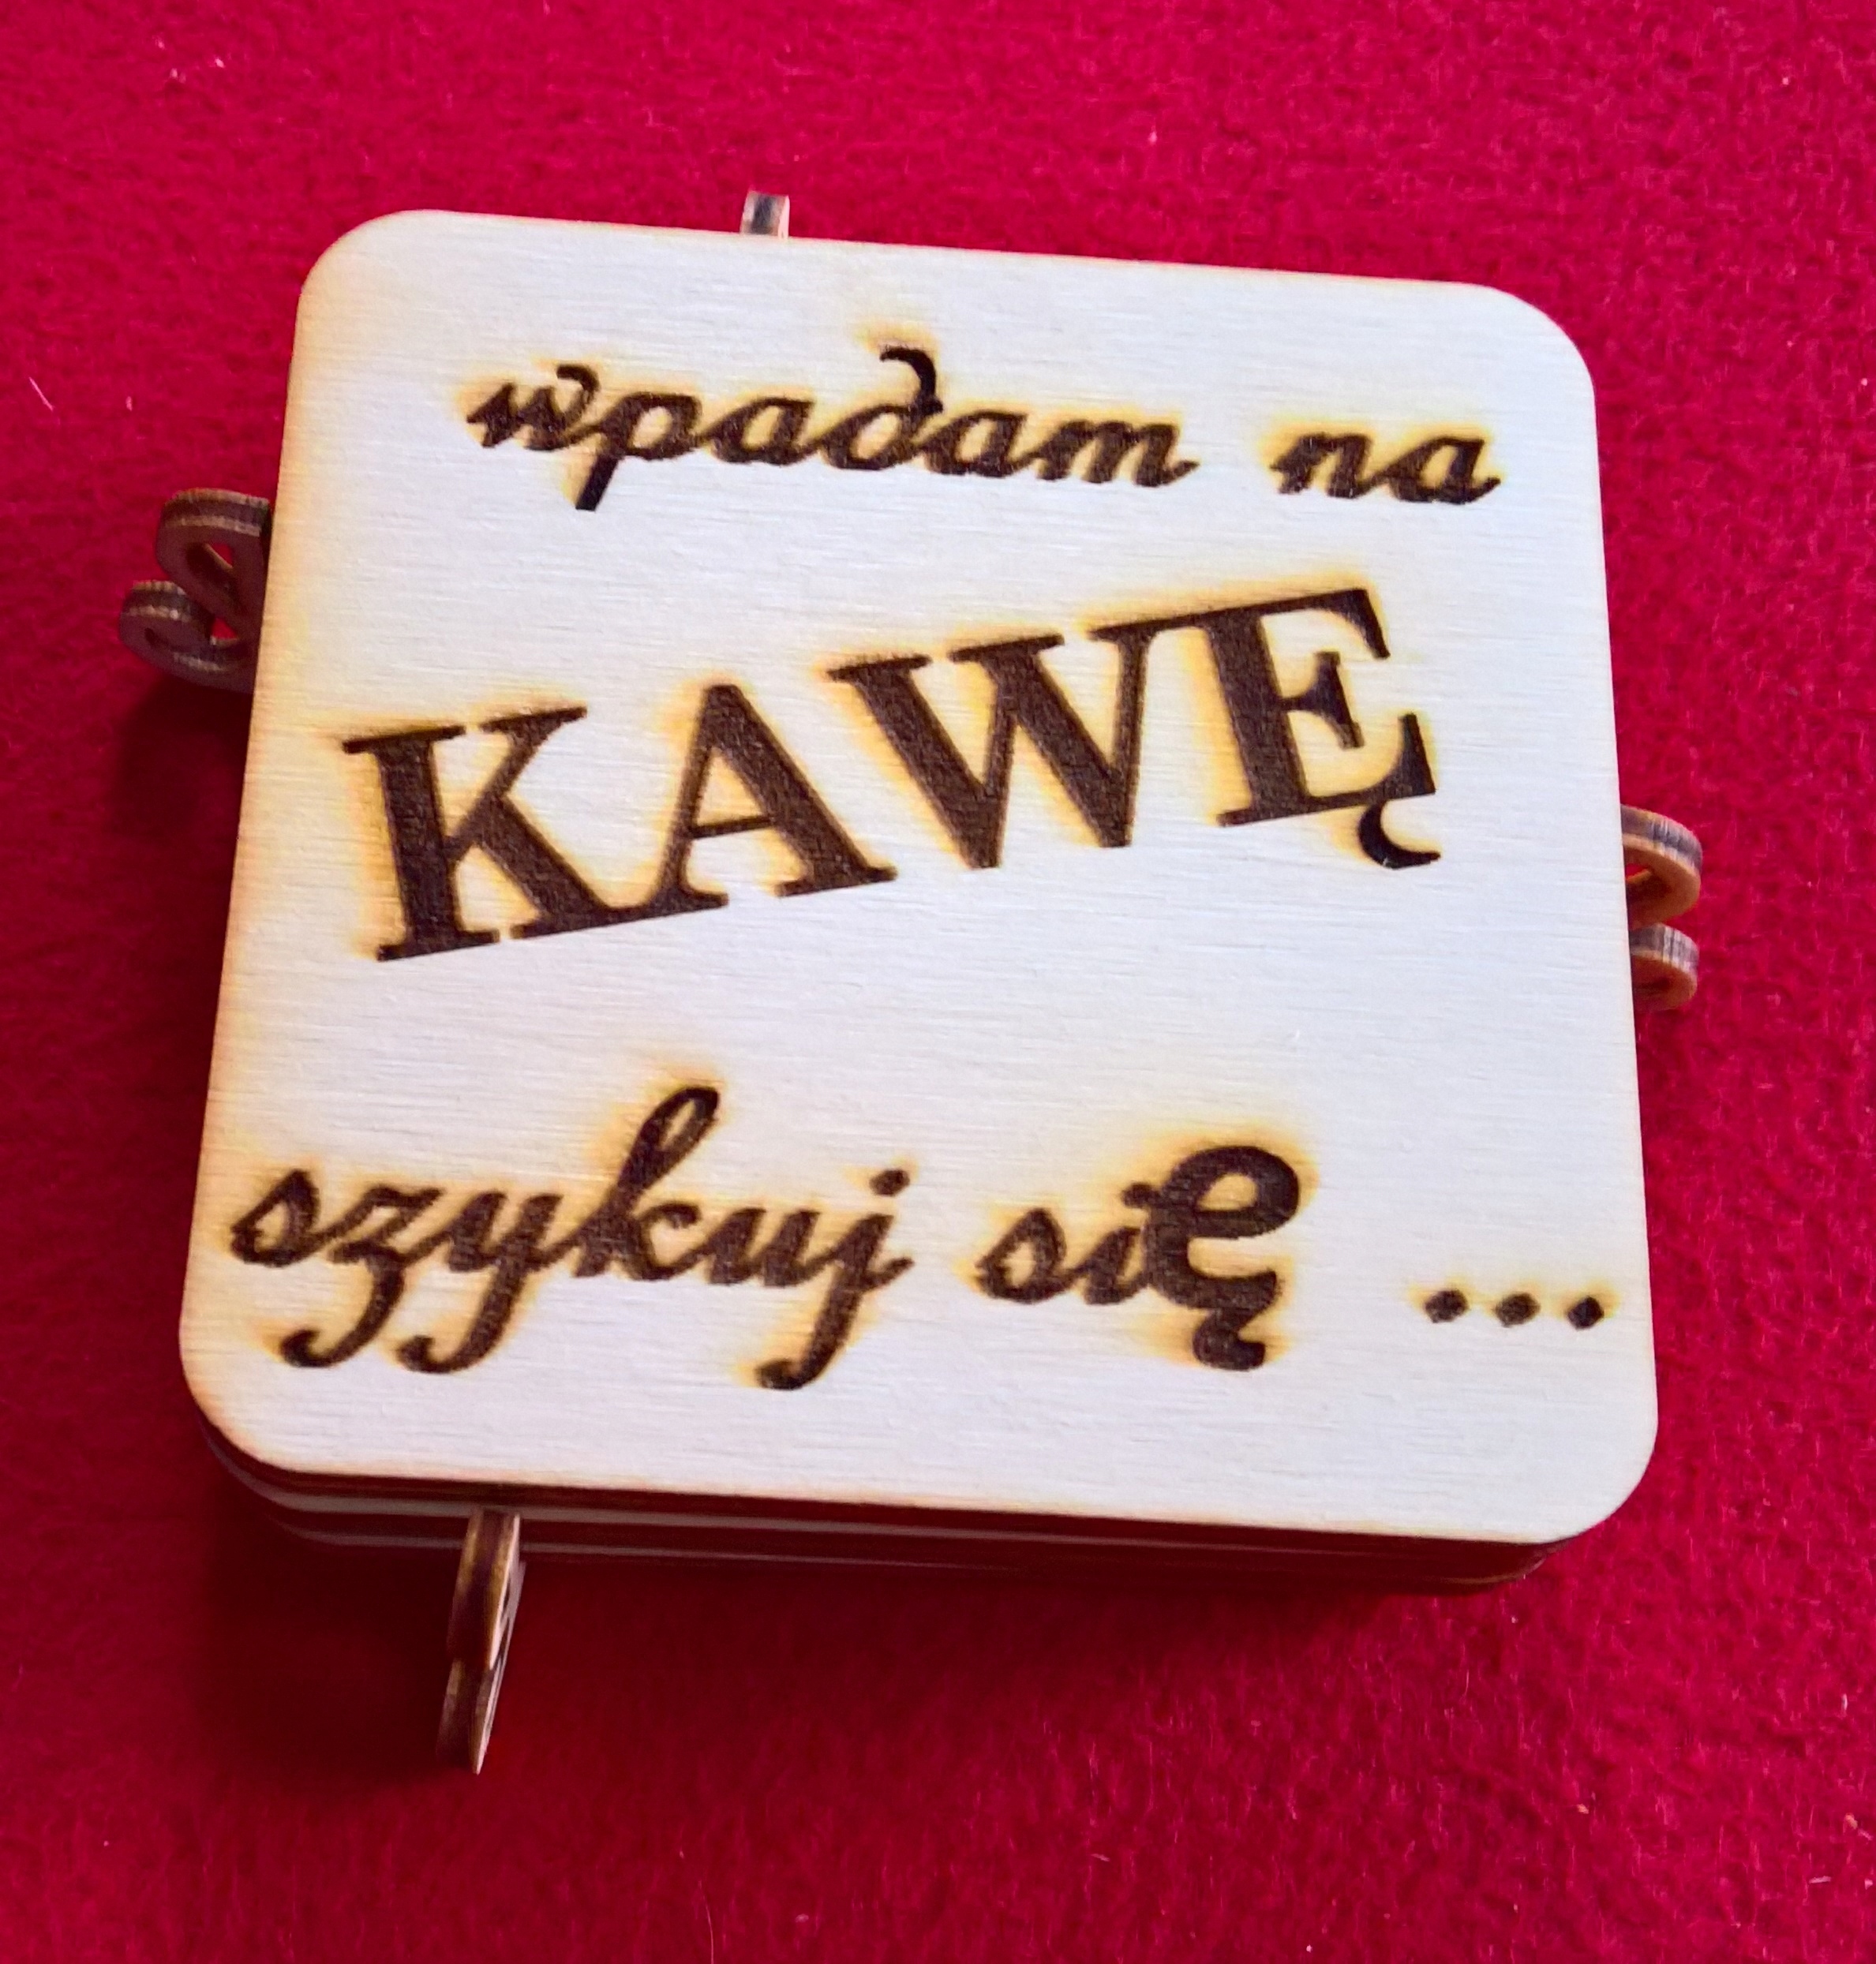 wpadam na
KAWĘ
szykuj się ...